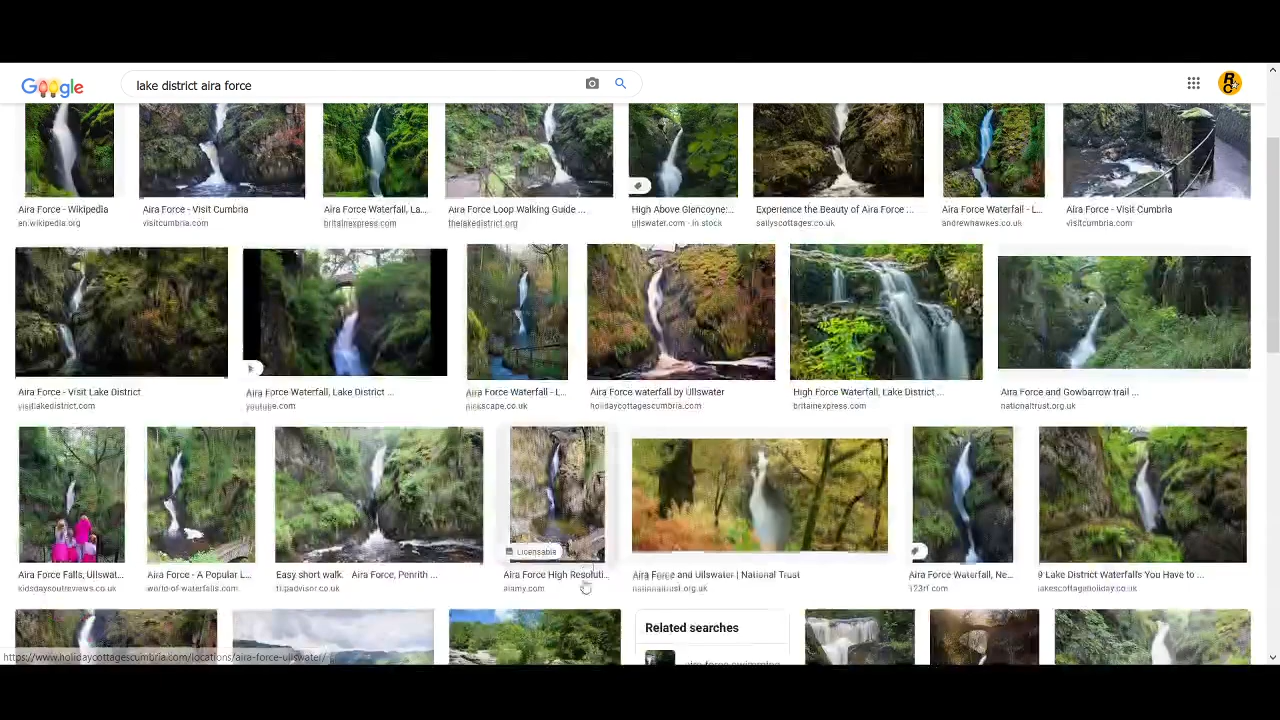 Google
lake district aira force
Aira Force - Wikipedia
en.wikipedia.org
Aira Force - Visit Cumbria
visitcumbria.com
Aira Force Waterfall, La...
britainexpress.com
Aira Force Loop Walking Guide ...
thelakedistrict.org
High Above Glencoyne:...
ullswater.com · In stock
Experience the Beauty of Aira Force ...
sallyscottages.co.uk
Aira Force Waterfall - L...
andrewhawkes.co.uk
Aira Force - Visit Cumbria
visitcumbria.com
Aira Force - Visit Lake District
visitlakedistrict.com
Aira Force Waterfall, Lake District ...
youtube.com
Aira Force Waterfall - L...
Aira Force waterfall by Ullswater
holidaycottagescumbria.com
High Force Waterfall, Lake District ...
britainexpress.com
Aira Force and Gowbarrow trail ...
nationaltrust.org.uk
Aira Force Falls, Ullswat...
kidsdaysoutreviews.co.uk
Aira Force - A Popular L...
world-of-waterfalls.com
Easy short walk. Aira Force, Penrith ...
tripadvisor.co.uk
Licensable
Aira Force High Resoluti...
alamy.com
Aira Force and Ullswater | National Trust
nationaltrust.org.uk
Aira Force Waterfall, Ne...
123rf.com
9 Lake District Waterfalls You Have to ...
lakescottageholiday.co.uk
Related searches
aira force swimming
https://www.holidaycottagescumbria.com/locations/aira-force-ullswater/